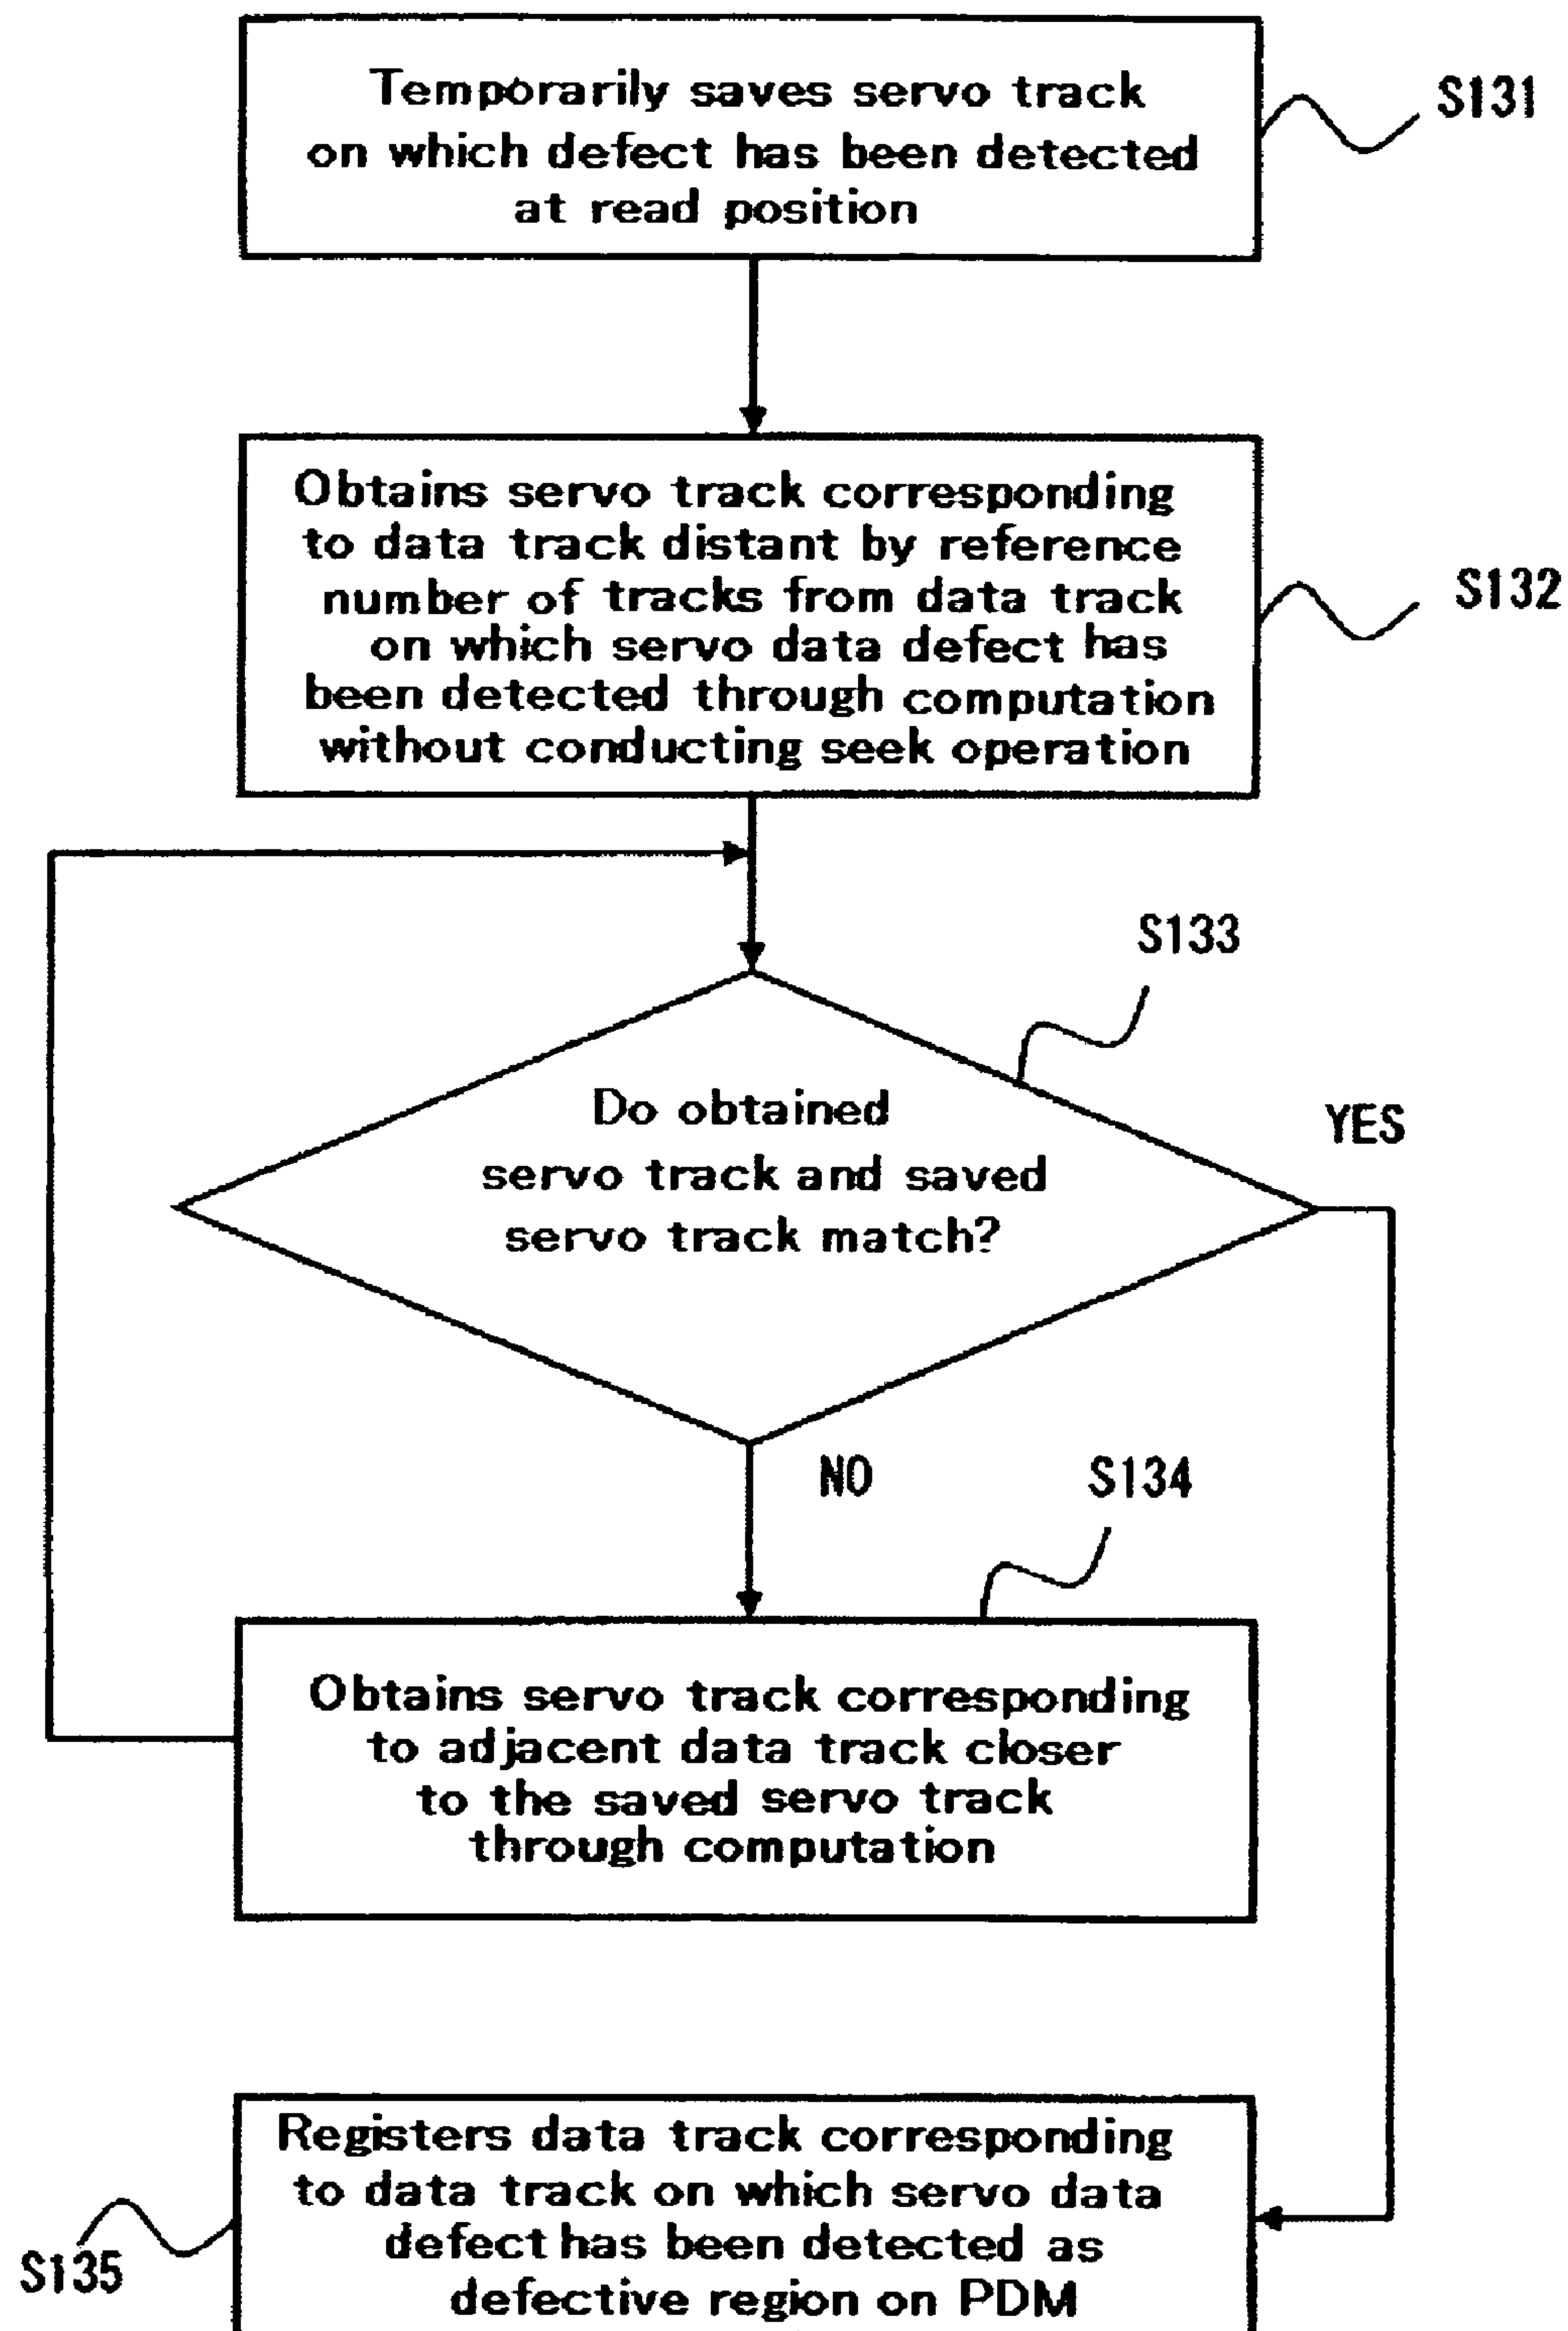 Temporarily saves servo track
on which defect has been detected
at read position
S131
Obtains servo track corresponding
to data track distant by reference
number of tracks from data track
on which servo data defect has
been detected through computation
without conducting seek operation
S132
S133
Do obtained
servo track and saved
servo track match?
YES
NO
S134
Obtains servo track corresponding
to adjacent data track closer
to the saved servo track
through computation
Registers data track corresponding
to data track on which servo data
defect has been detected as
defective region on PDM
S135